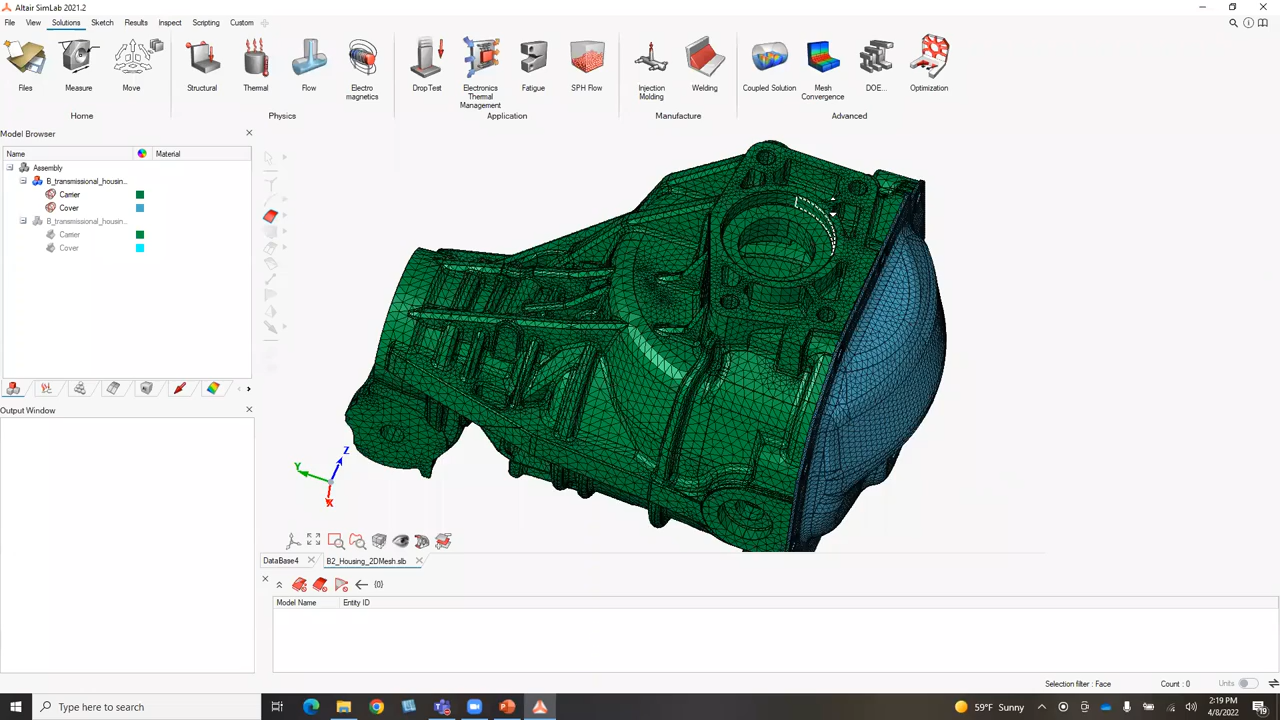 Altair SimLab 2021.2
File View Solutions Sketch Results Inspect Scripting Custom
Files Measure Move Structural Thermal Flow Electro magnetics Drop Test Electronics Thermal Management Fatigue SPH Flow Injection Molding Welding Coupled Solution Mesh Convergence DOE... Optimization
Home Physics Application Manufacture Advanced
Model Browser
Name Material
Assembly
B_transmissional_housin...
Carrier
Cover
B_transmissional_housin...
Carrier
Cover
Output Window
Z
Y
X
DataBase4 B2_Housing_2DMesh.slb
{0}
Model Name Entity ID
Selection filter : Face Count : 0 Units
Type here to search
59°F Sunny
2:19 PM
4/8/2022